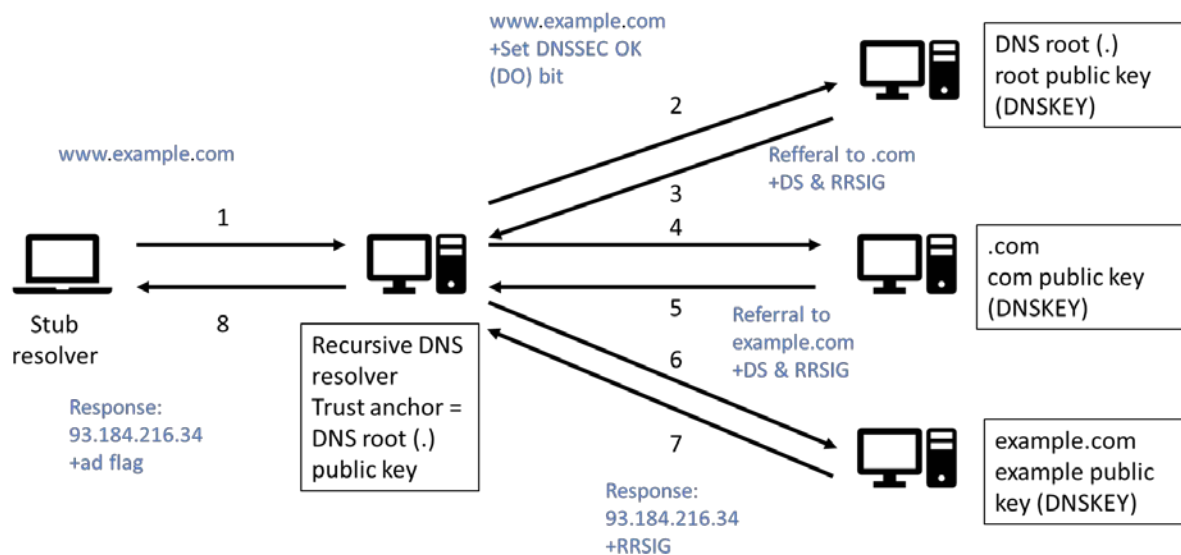 www.example.com
+Set DNSSEC OK
(DO) bit
DNS root (.)
root public key
(DNSKEY)
2
www.example.com
Refferal to .com
+DS & RRSIG
3
1
4
.com
com public key
(DNSKEY)
8
5
Stub
resolver
Referral to
example.com
+DS & RRSIG
Recursive DNS
resolver
Trust anchor =
DNS root (.)
public key
6
Response:
93.184.216.34
+ad flag
7
example.com
example public
key (DNSKEY)
Response:
93.184.216.34
+RRSIG